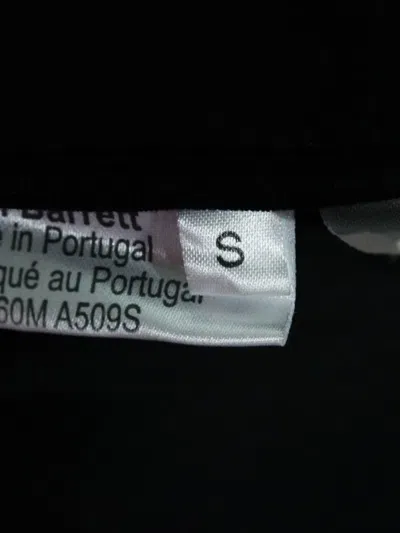 Barrett
in Portugal
S
qué au Portugal
60M A509S